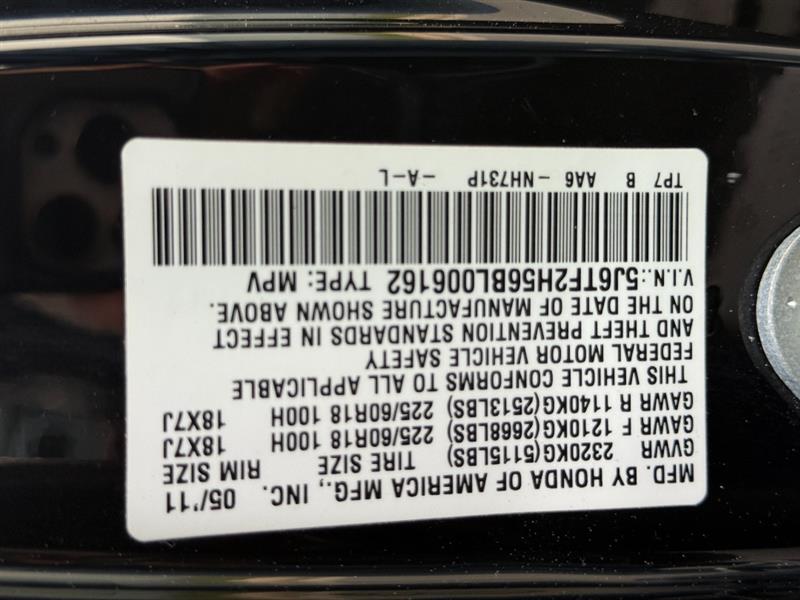 MFD. BY HONDA OF AMERICA MFG., INC. 05/'11
GVWR 2320KG(5115LBS) TIRE SIZE RIM SIZE
GAWR F 1210KG(2668LBS) 225/60R18 100H 18X7J
GAWR R 1140KG(2513LBS) 225/60R18 100H 18X7J
THIS VEHICLE CONFORMS TO ALL APPLICABLE
FEDERAL MOTOR VEHICLE SAFETY
AND THEFT PREVENTION STANDARDS IN EFFECT
ON THE DATE OF MANUFACTURE SHOWN ABOVE.
V.I.N.:5J6TF2H56BL006162 TYPE: MPV
TP7 B AA6 -NH731P -A-L